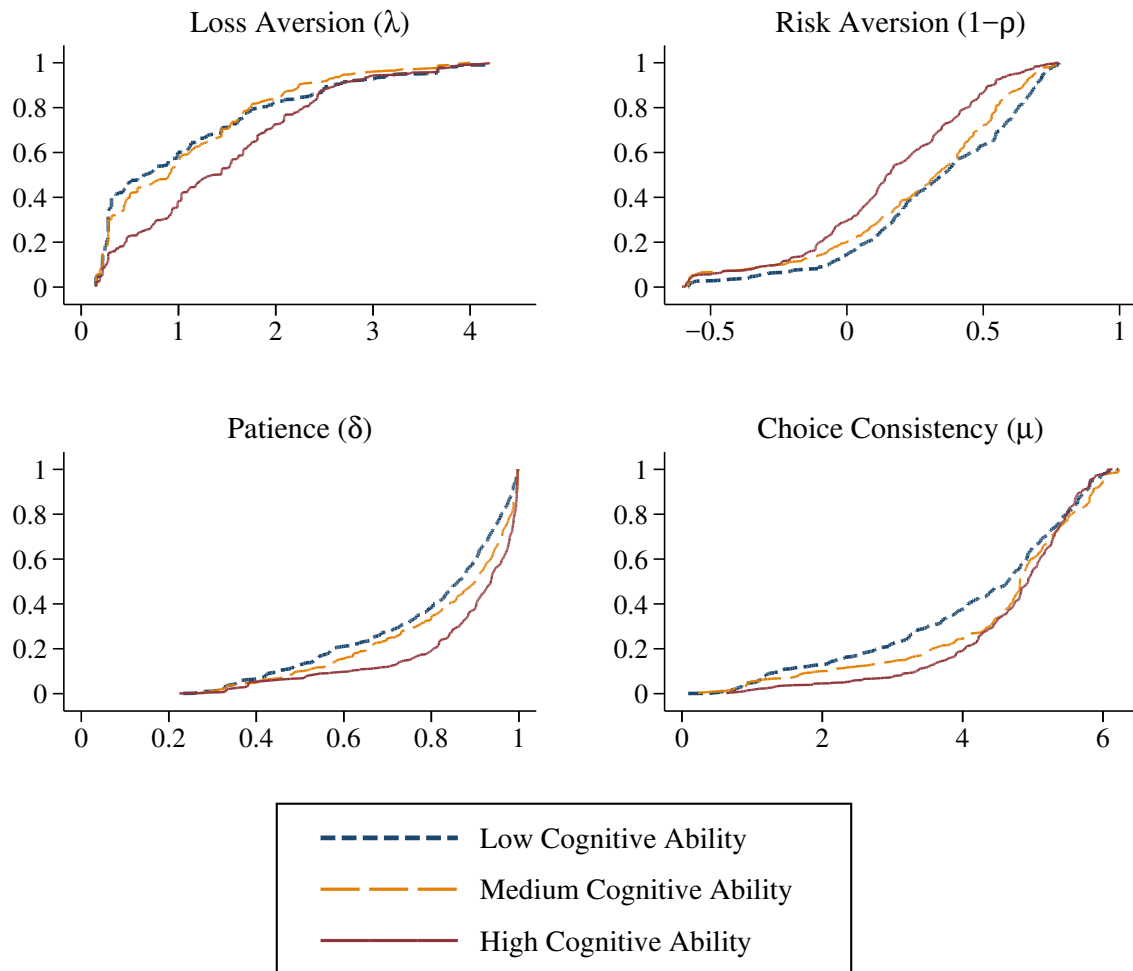 Loss Aversion (λ)
1
0.8
0.6
0.4
0.2
0
0 1 2 3 4
Risk Aversion (1−ρ)
1
0.8
0.6
0.4
0.2
0
−0.5 0 0.5 1
Patience (δ)
1
0.8
0.6
0.4
0.2
0
0 0.2 0.4 0.6 0.8 1
Choice Consistency (μ)
1
0.8
0.6
0.4
0.2
0
0 2 4 6
Low Cognitive Ability
Medium Cognitive Ability
High Cognitive Ability